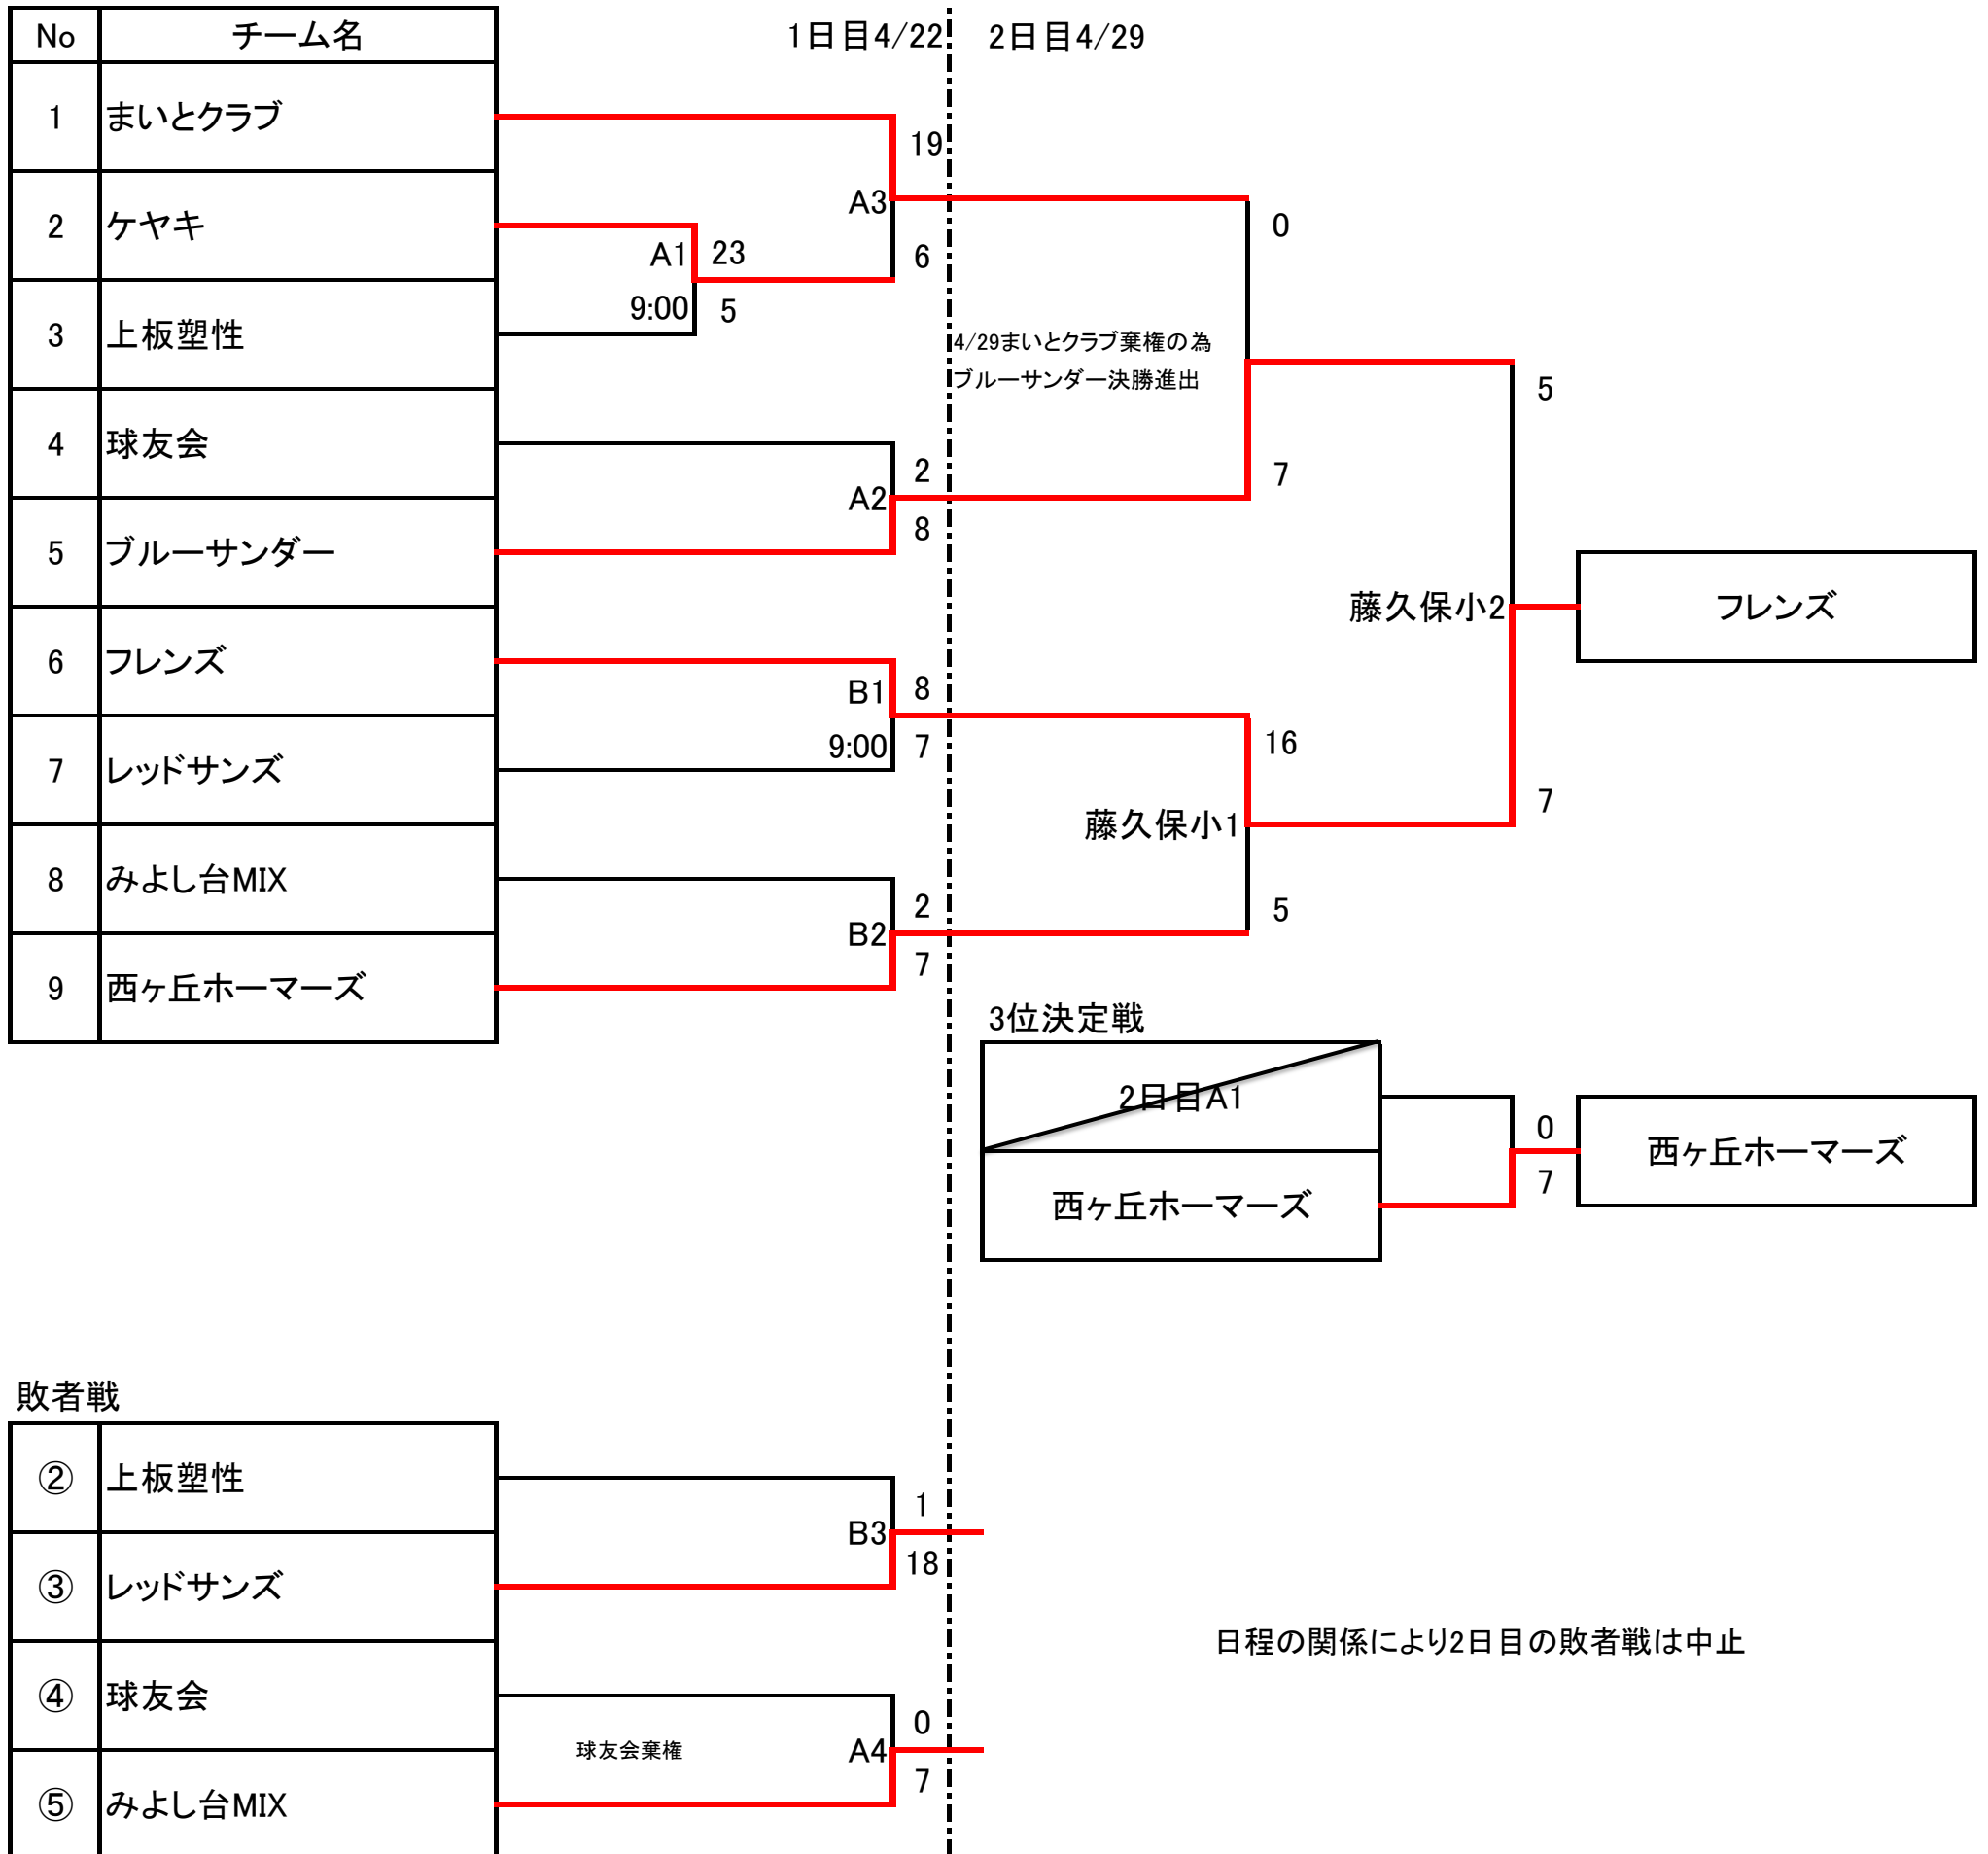 No チーム名 1日目4/22 2日目4/29
1 まいとクラブ
19
A3
2 ケヤキ
0
A1 23
6
9:00 5
3 上板塑性
4/29まいとクラブ棄権の為
ブルーサンダー決勝進出
5
4 球友会
2
7
A2
8
5 ブルーサンダー
藤久保小2 フレンズ
6 フレンズ
B1 8
16
9:00 7
7 レッドサンズ
7
藤久保小1
8 みよし台MIX
2
5
B2
7
9 西ヶ丘ホーマーズ
3位決定戦
2日目A1
0
西ヶ丘ホーマーズ
7
西ヶ丘ホーマーズ
敗者戦
② 上板塑性
1
B3
18
③ レッドサンズ
日程の関係により2日目の敗者戦は中止
④ 球友会
0
球友会棄権 A4
7
⑤ みよし台MIX